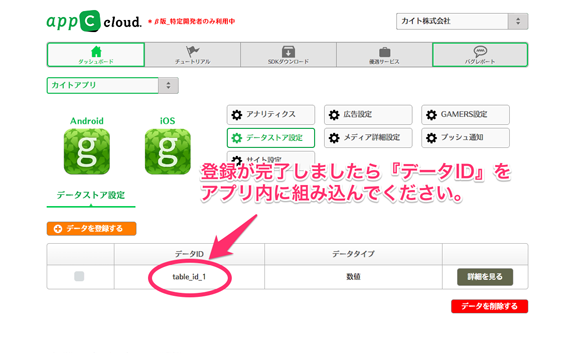 appC cloud.
*β版_特定開発者のみ利用中
カイト株式会社
ダッシュボード
チュートリアル
SDKダウンロード
優遇サービス
バグレポート
カイトアプリ
Android
iOS
g
g
アナリティクス
広告設定
GAMERS設定
データストア設定
メディア詳細設定
プッシュ通知
サイト設定
登録が完了しましたら『データID』を
アプリ内に組み込んでください。
データストア設定
データを登録する
データID
データタイプ
table_id_1
数値
詳細を見る
データを削除する